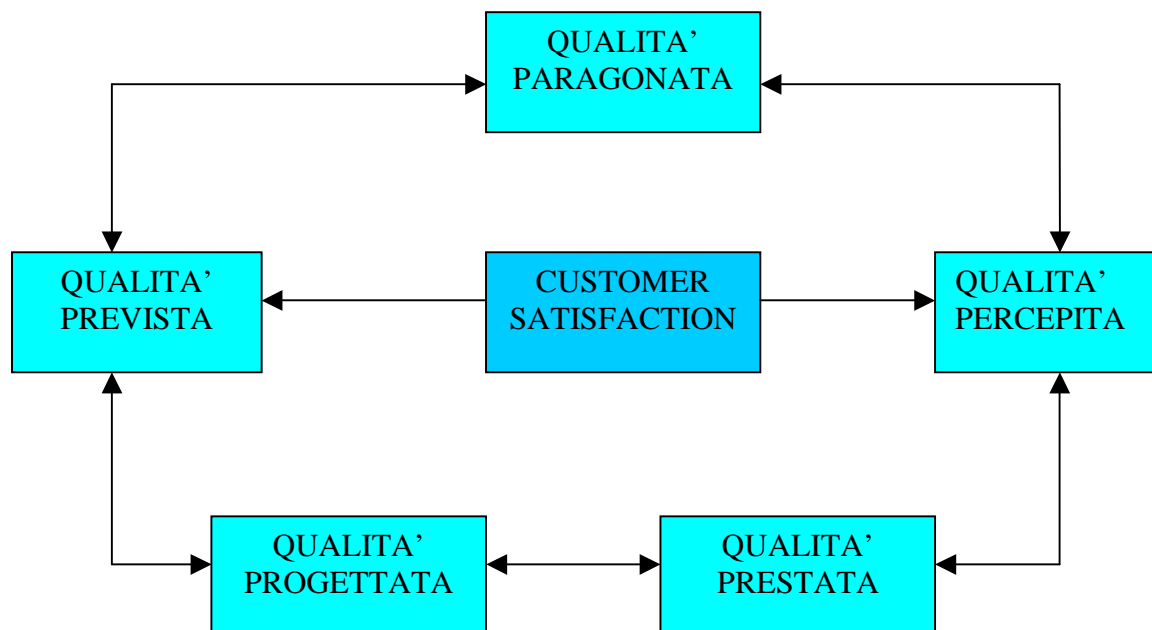 QUALITA’
PARAGONATA
QUALITA’
PREVISTA
CUSTOMER
SATISFACTION
QUALITA’
PERCEPITA
QUALITA’
PROGETTATA
QUALITA’
PRESTATA